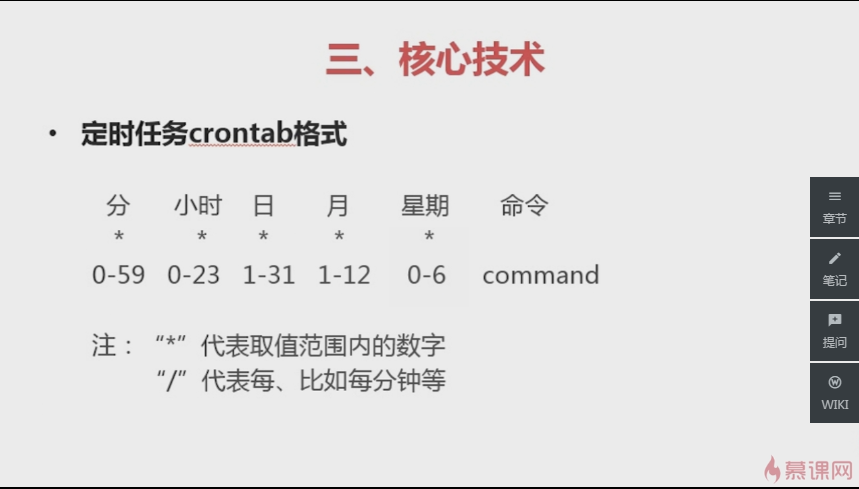 三、核心技术
• 定时任务crontab格式
分 小时 日 月 星期 命令
* * * * *
0-59 0-23 1-31 1-12 0-6 command
注：“*”代表取值范围内的数字
“/”代表每、比如每分钟等
章节
笔记
提问
WIKI
慕课网